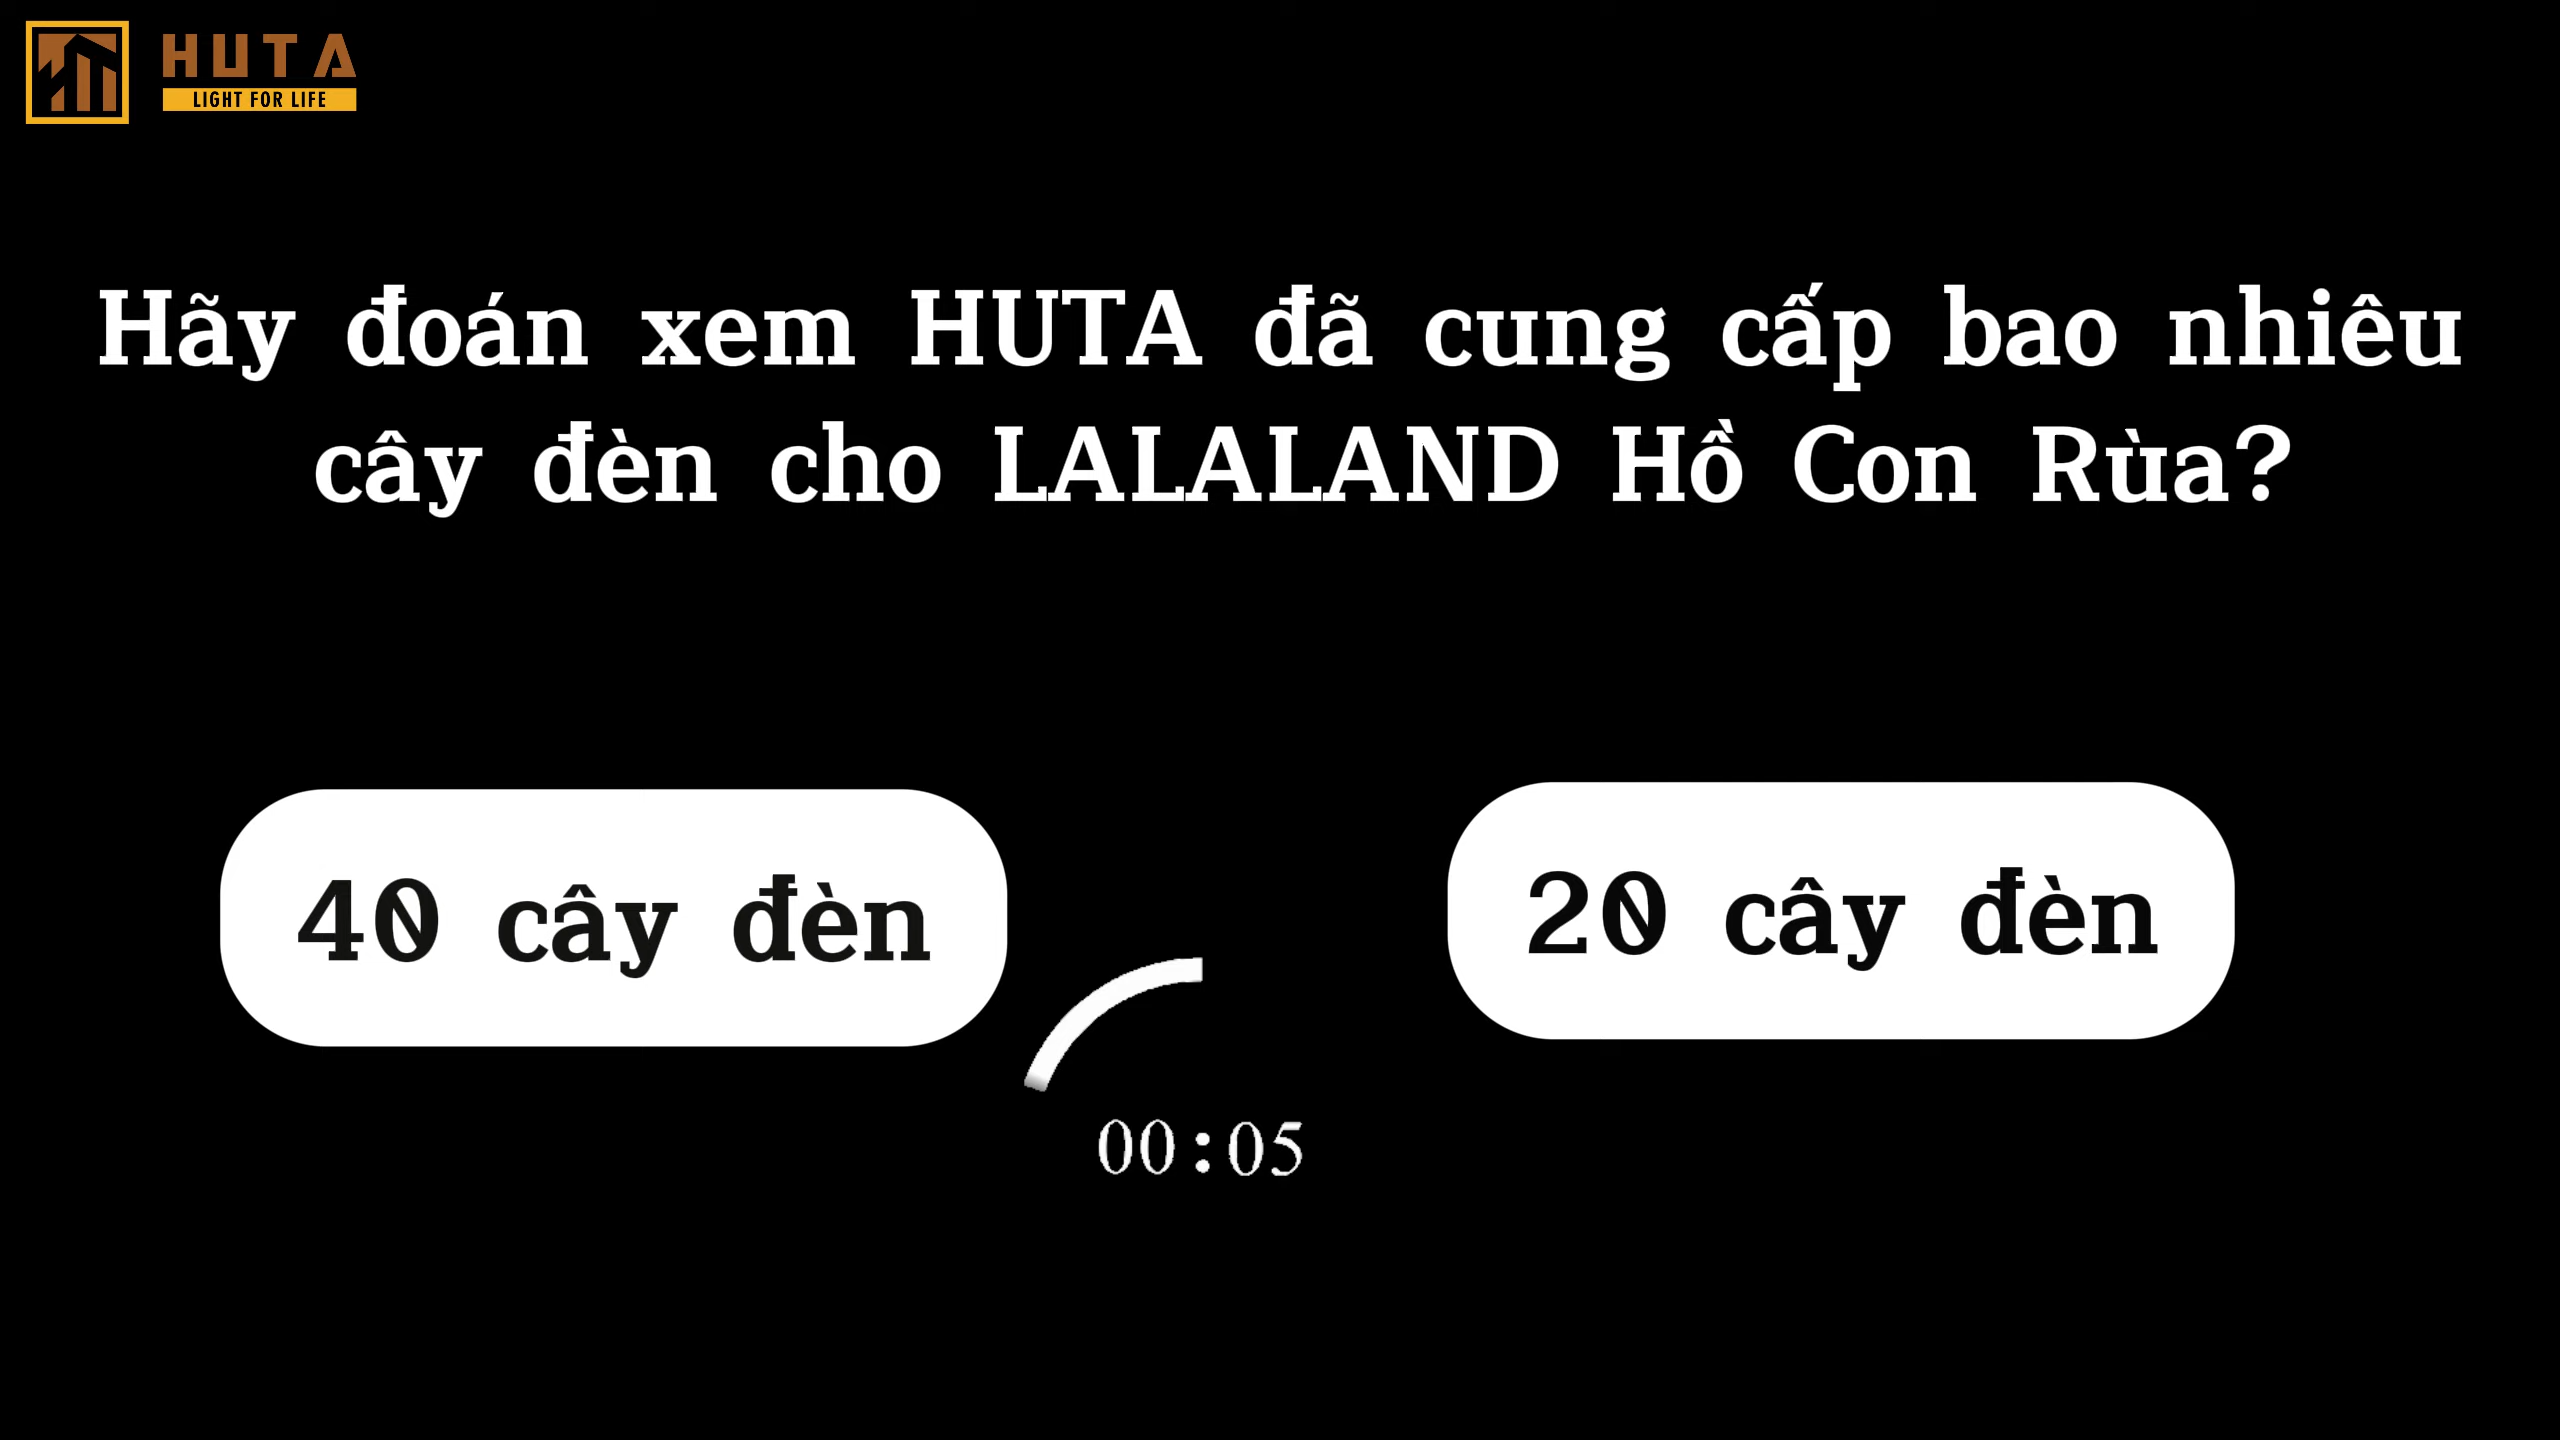 HUTA
LIGHT FOR LIFE
Hãy đoán xem HUTA đã cung cấp bao nhiêu
cây đèn cho LALALAND Hồ Con Rùa?
40 cây đèn
20 cây đèn
00:05